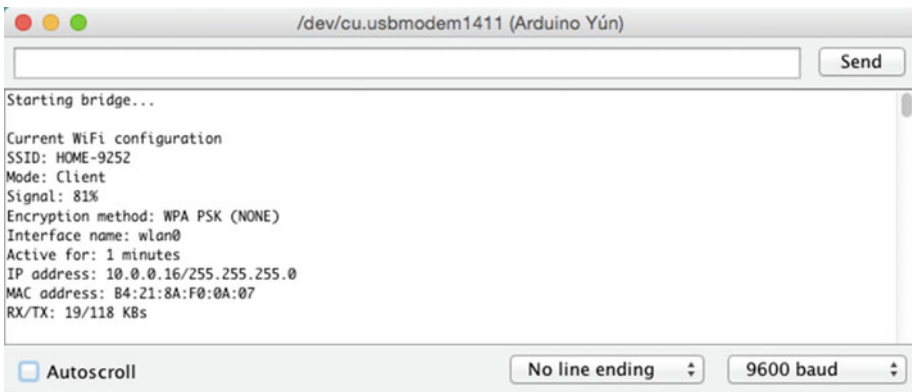 /dev/cu.usbmodem1411 (Arduino Yún)
Send
Starting bridge...
Current WiFi configuration
SSID: HOME-9252
Mode: Client
Signal: 81%
Encryption method: WPA PSK (NONE)
Interface name: wlan0
Active for: 1 minutes
IP address: 10.0.0.16/255.255.255.0
MAC address: B4:21:8A:F0:0A:07
RX/TX: 19/118 KBs
Autoscroll
No line ending
9600 baud